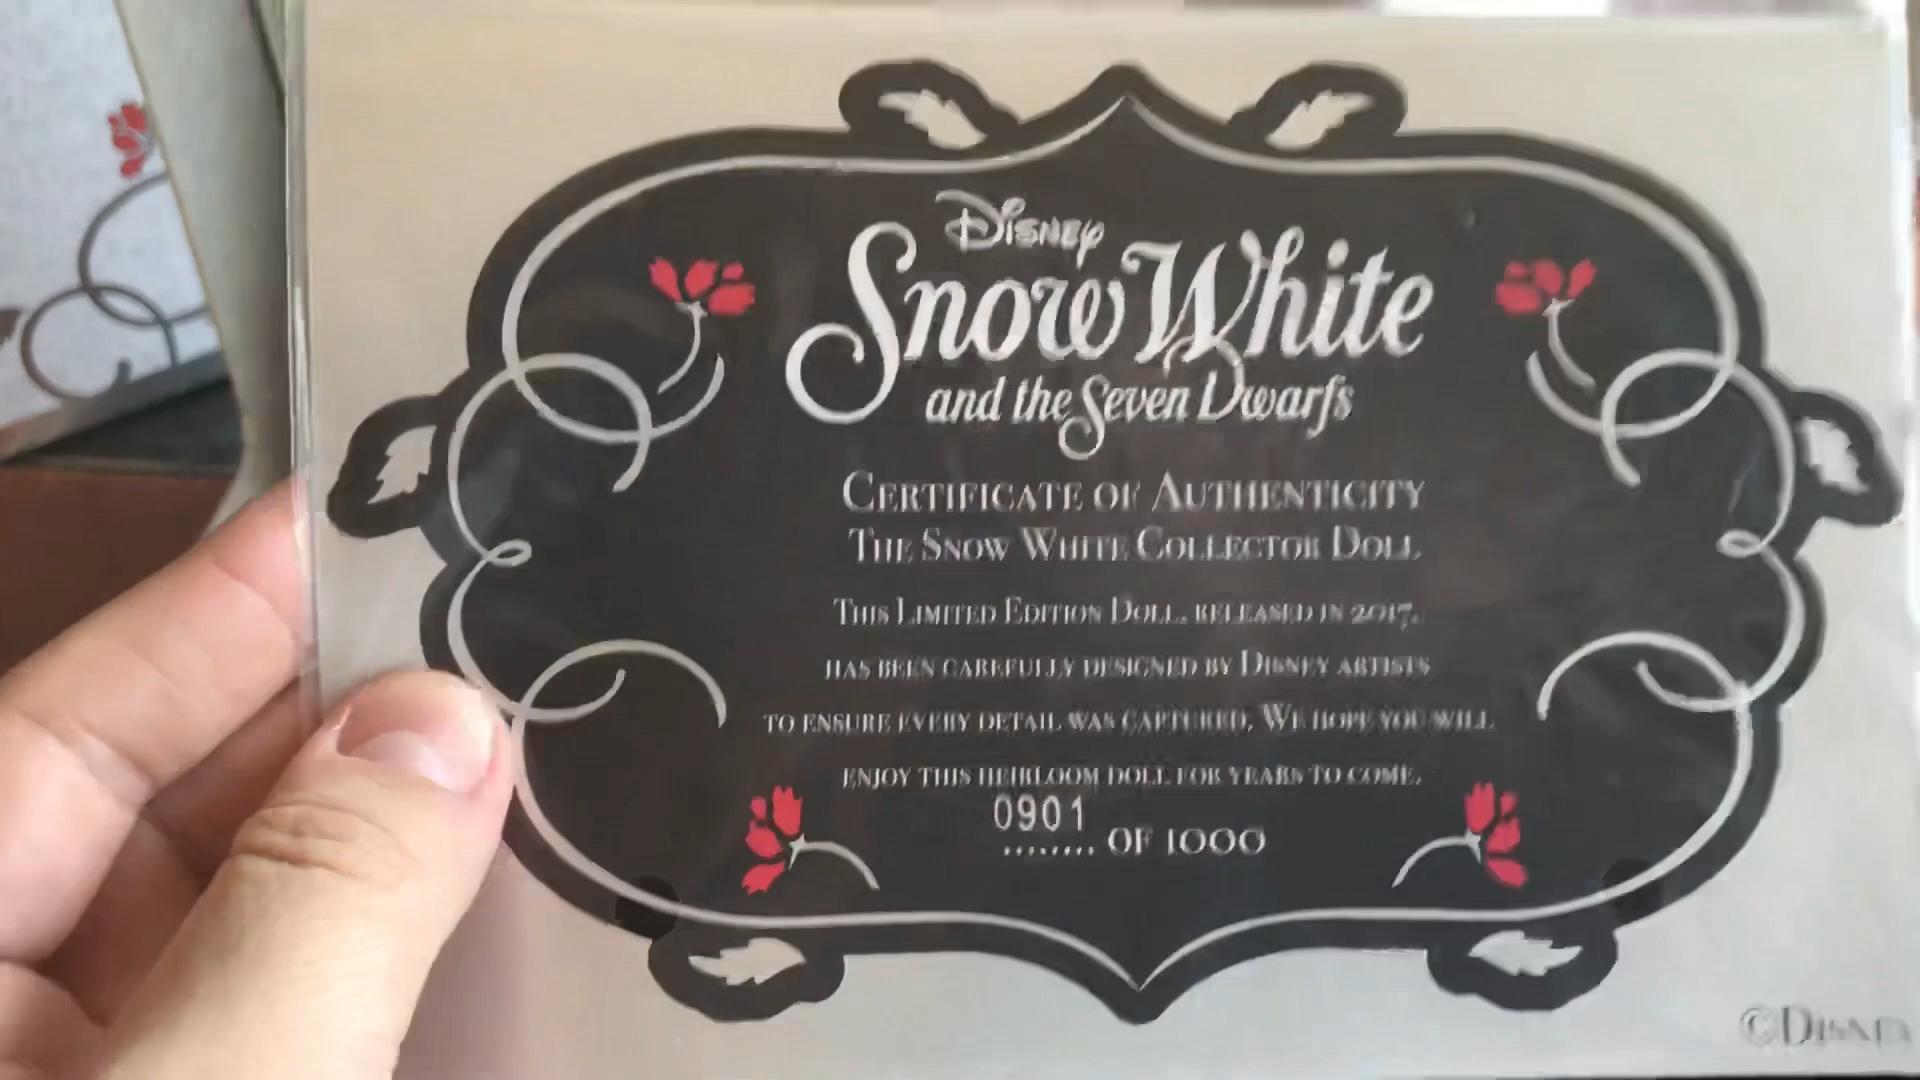 Disney
Snow White
and the Seven Dwarfs
CERTIFICATE OF AUTHENTICITY
THE SNOW WHITE COLLECTOR DOLL
THIS LIMITED EDITION DOLL, RELEASED IN 2017,
HAS BEEN CAREFULLY DESIGNED BY DISNEY ARTISTS
TO ENSURE EVERY DETAIL WAS CAPTURED. WE HOPE YOU WILL
ENJOY THIS HEIRLOOM DOLL FOR YEARS TO COME.
0901
........ OF 1000
©DISNEY